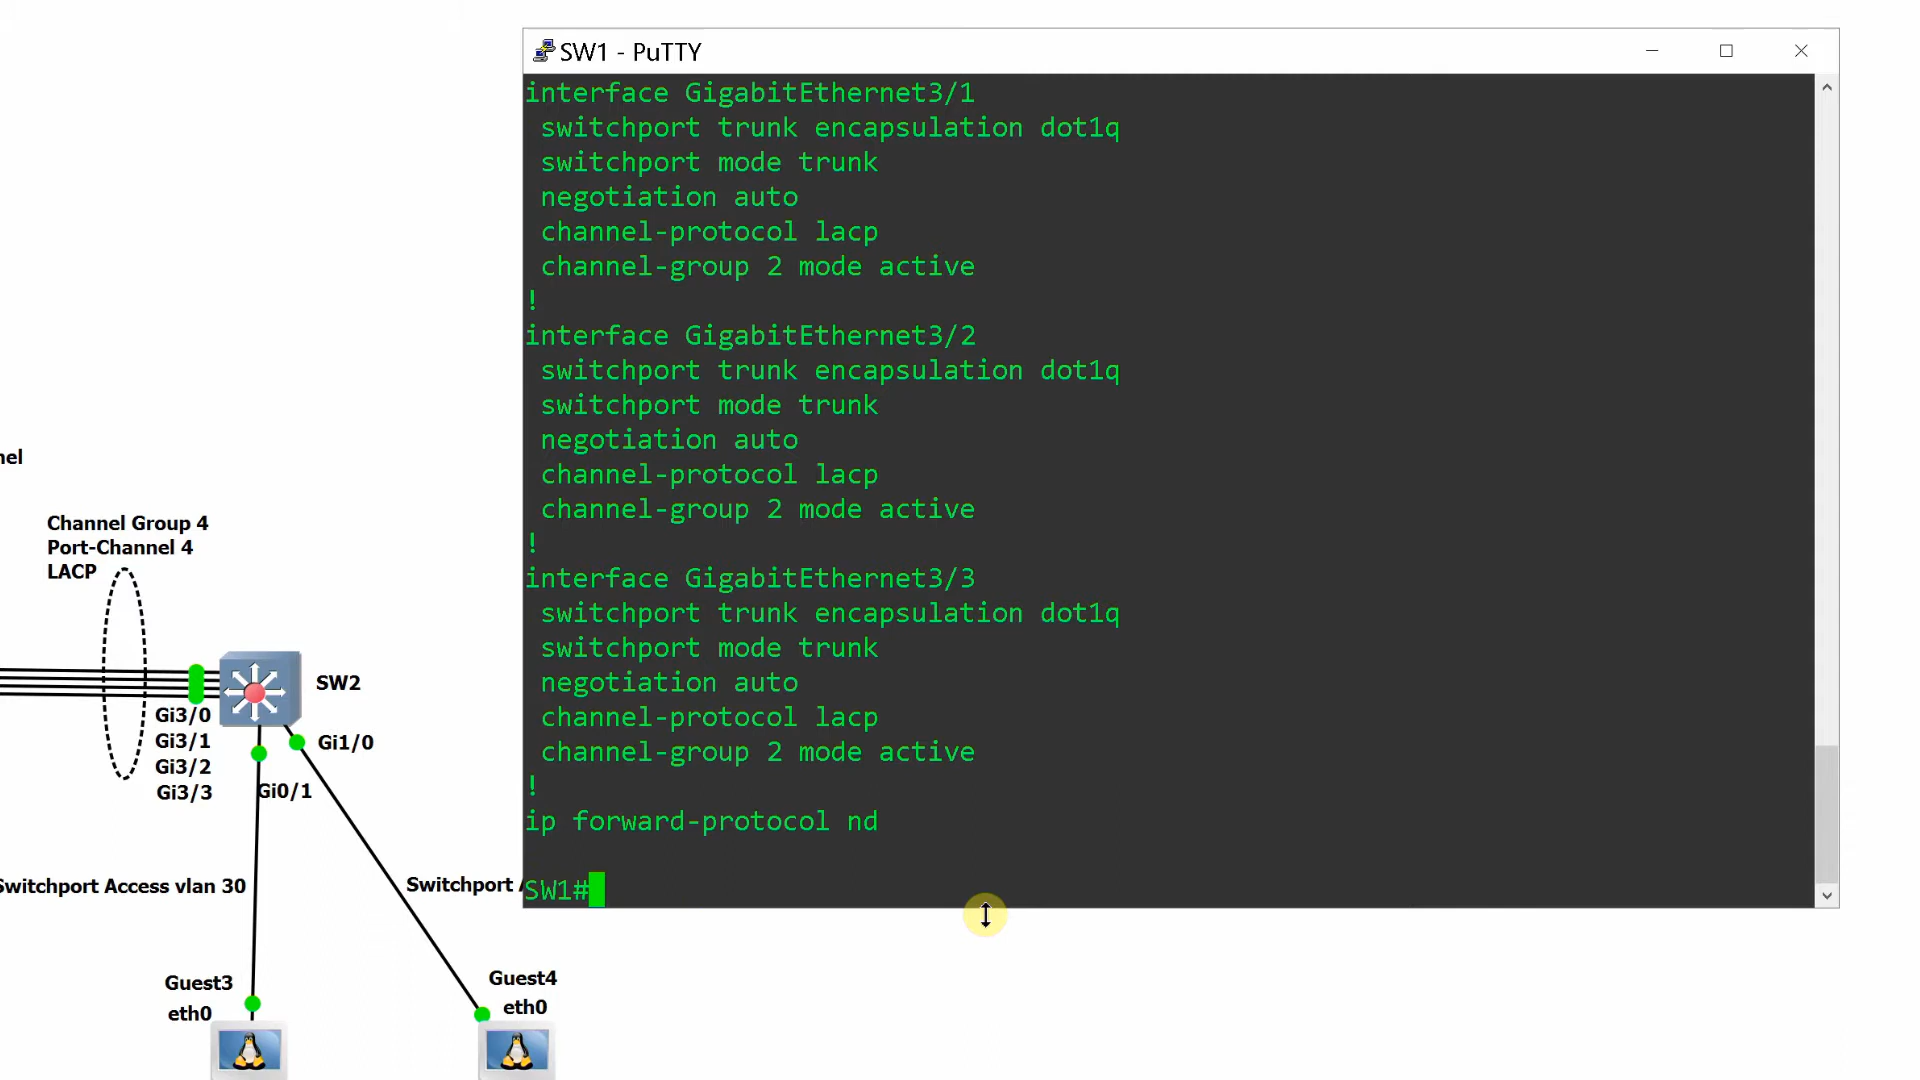 SW1 - PuTTY
interface GigabitEthernet3/1
switchport trunk encapsulation dot1q
switchport mode trunk
negotiation auto
channel-protocol lacp
channel-group 2 mode active
!
interface GigabitEthernet3/2
switchport trunk encapsulation dot1q
switchport mode trunk
negotiation auto
channel-protocol lacp
channel-group 2 mode active
!
interface GigabitEthernet3/3
switchport trunk encapsulation dot1q
switchport mode trunk
negotiation auto
channel-protocol lacp
channel-group 2 mode active
!
ip forward-protocol nd
SW1#
nel
Channel Group 4
Port-Channel 4
LACP
SW2
Gi3/0
Gi3/1
Gi3/2
Gi3/3
Gi1/0
Gi0/1
Switchport Access vlan 30
Switchport
Guest3
eth0
Guest4
eth0